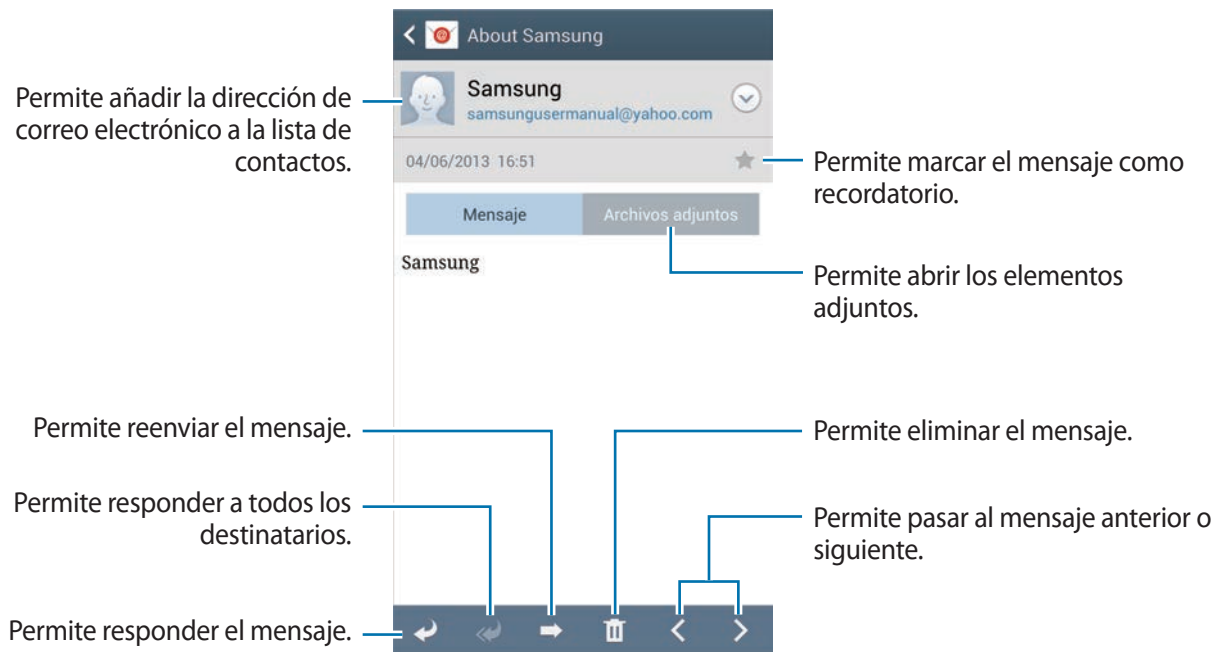 About Samsung
Permite añadir la dirección de
correo electrónico a la lista de
contactos.
Samsung
samsungusermanual@yahoo.com
04/06/2013 16:51
Permite marcar el mensaje como
recordatorio.
Mensaje
Archivos adjuntos
Samsung
Permite abrir los elementos
adjuntos.
Permite reenviar el mensaje.
Permite eliminar el mensaje.
Permite responder a todos los
destinatarios.
Permite pasar al mensaje anterior o
siguiente.
Permite responder el mensaje.